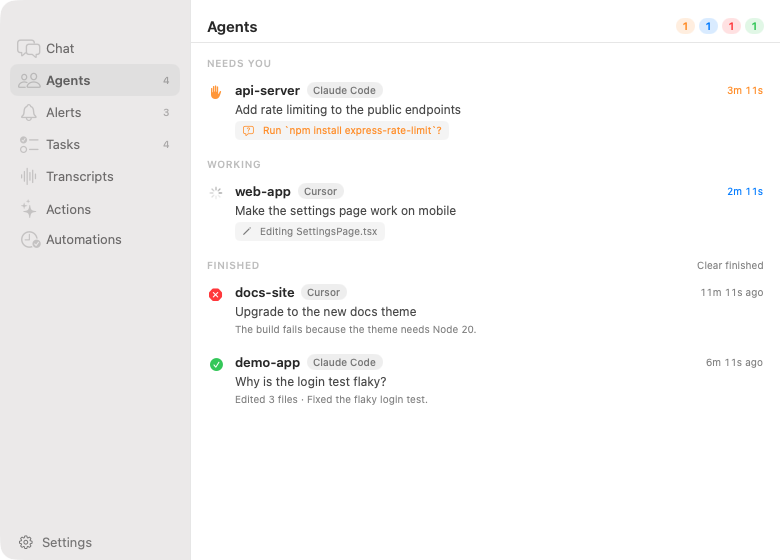 Chat
Agents 4
Alerts 3
Tasks 4
Transcripts
Actions
Automations
Settings
Agents
1 1 1 1
NEEDS YOU
api-server Claude Code 3m 11s
Add rate limiting to the public endpoints
Run `npm install express-rate-limit`?
WORKING
web-app Cursor 2m 11s
Make the settings page work on mobile
Editing SettingsPage.tsx
FINISHED Clear finished
docs-site Cursor 11m 11s ago
Upgrade to the new docs theme
The build fails because the theme needs Node 20.
demo-app Claude Code 6m 11s ago
Why is the login test flaky?
Edited 3 files · Fixed the flaky login test.